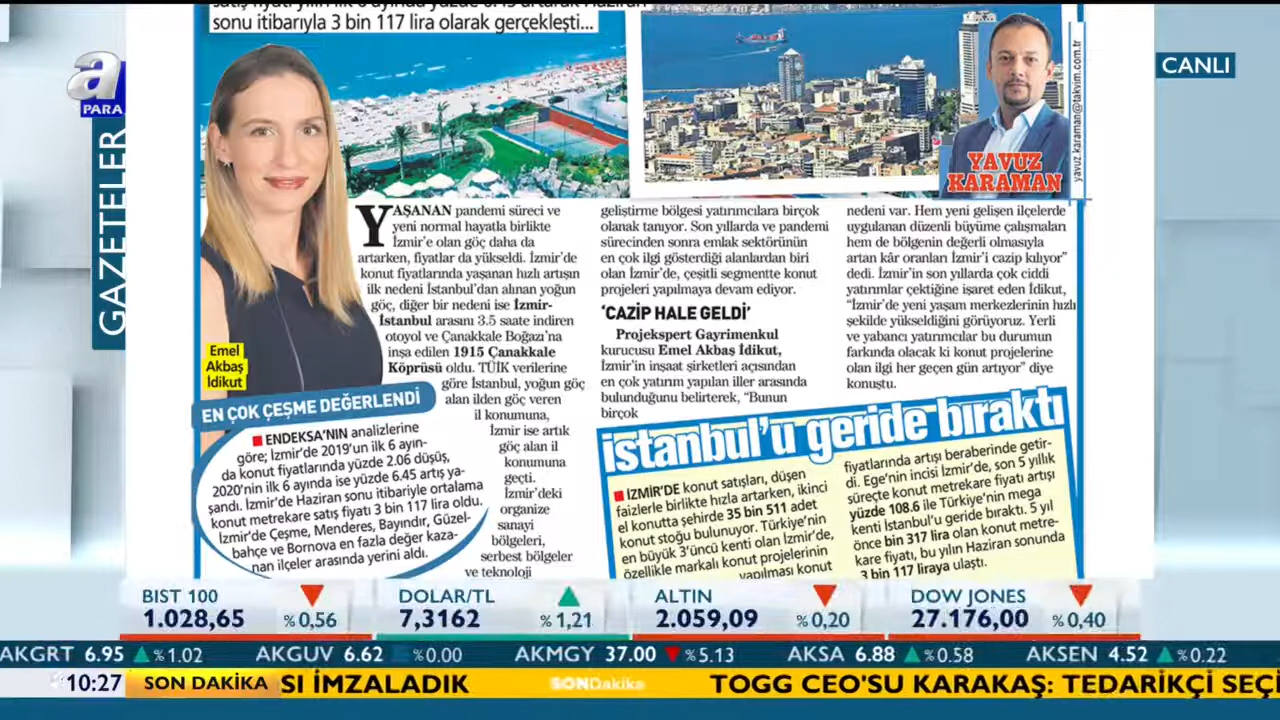 satış fiyatı yılın ilk 6 ayında yüzde 6.45 artarak Haziran
sonu itibarıyla 3 bin 117 lira olarak gerçekleşti...
a
PARA
GAZETELER
CANLI
yavuz.karaman@takvim.com.tr
YAVUZ
KARAMAN
YAŞANAN pandemi süreci ve
yeni normal hayatla birlikte
İzmir'e olan göç daha da
artarken, fiyatlar da yükseldi. İzmir'de
konut fiyatlarında yaşanan hızlı artışın
ilk nedeni İstanbul'dan alınan yoğun
göç, diğer bir nedeni ise İzmir-
İstanbul arasını 3.5 saate indiren
otoyol ve Çanakkale Boğazı'na
inşa edilen 1915 Çanakkale
Köprüsü oldu. TÜİK verilerine
göre İstanbul, yoğun göç
alan ilden göç veren
il konumuna,
İzmir ise artık
göç alan il
konumuna
geçti.
İzmir'deki
organize
sanayi
bölgeleri,
serbest bölgeler
ve teknoloji
geliştirme bölgesi yatırımcılara birçok
olanak tanıyor. Son yıllarda ve pandemi
sürecinden sonra emlak sektörünün
en çok ilgi gösterdiği alanlardan biri
olan İzmir'de, çeşitli segmentte konut
projeleri yapılmaya devam ediyor.
'CAZİP HALE GELDİ'
Projekspert Gayrimenkul
kurucusu Emel Akbaş İdikut,
İzmir'in inşaat şirketleri açısından
en çok yatırım yapılan iller arasında
bulunduğunu belirterek, “Bunun
birçok
nedeni var. Hem yeni gelişen ilçelerde
uygulanan düzenli büyüme çalışmaları
hem de bölgenin değerli olmasıyla
artan kâr oranları İzmir'i cazip kılıyor”
dedi. İzmir'in son yıllarda çok ciddi
yatırımlar çektiğine işaret eden İdikut,
“İzmir'de yeni yaşam merkezlerinin hızlı
şekilde yükseldiğini görüyoruz. Yerli
ve yabancı yatırımcılar bu durumun
farkında olacak ki konut projelerine
olan ilgi her geçen gün artıyor” diye
konuştu.
Emel
Akbaş
İdikut
EN ÇOK ÇEŞME DEĞERLENDİ
ENDEKSA'NIN analizlerine
göre; İzmir'de 2019'un ilk 6 ayın-
da konut fiyatlarında yüzde 2.06 düşüş,
2020'nin ilk 6 ayında ise yüzde 6.45 artış ya-
şandı. İzmir'de Haziran sonu itibariyle ortalama
konut metrekare satış fiyatı 3 bin 117 lira oldu.
İzmir'de Çeşme, Menderes, Bayındır, Güzel-
bahçe ve Bornova en fazla değer kaza-
nan ilçeler arasında yerini aldı.
İstanbul'u geride bıraktı
İZMİR'DE konut satışları, düşen
faizlerle birlikte hızla artarken, ikinci
el konutta şehirde 35 bin 511 adet
konut stoğu bulunuyor. Türkiye'nin
en büyük 3'üncü kenti olan İzmir'de,
özellikle markalı konut projelerinin
yapılması konut
fiyatlarında artışı beraberinde getir-
di. Ege'nin incisi İzmir'de, son 5 yıllık
süreçte konut metrekare fiyatı artışı
yüzde 108.6 ile Türkiye'nin mega
kenti İstanbul'u geride bıraktı. 5 yıl
önce bin 317 lira olan konut metre-
kare fiyatı, bu yılın Haziran sonunda
3 bin 117 liraya ulaştı.
BIST 100 1.028,65 %0,56
DOLAR/TL 7,3162 %1,21
ALTIN 2.059,09 %0,20
DOW JONES 27.176,00 %0,40
AKGRT 6.95 %1.02 AKGUV 6.62 %0.00 AKMGY 37.00 %5.13 AKSA 6.88 %0.58 AKSEN 4.52 %0.22
10:27 SON DAKİKA SI İMZALADIK SONDakika TOGG CEO'SU KARAKAŞ: TEDARİKÇİ SEÇİ